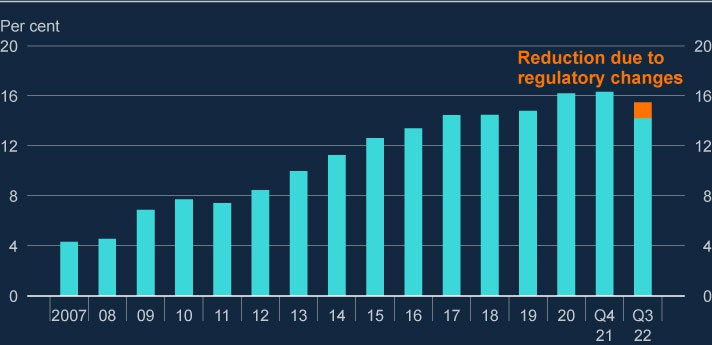 Per cent
20 20
Reduction due to
regulatory changes
16 16
12 12
8 8
4 4
0 0
2007 08 09 10 11 12 13 14 15 16 17 18 19 20 Q4 Q3
21 22